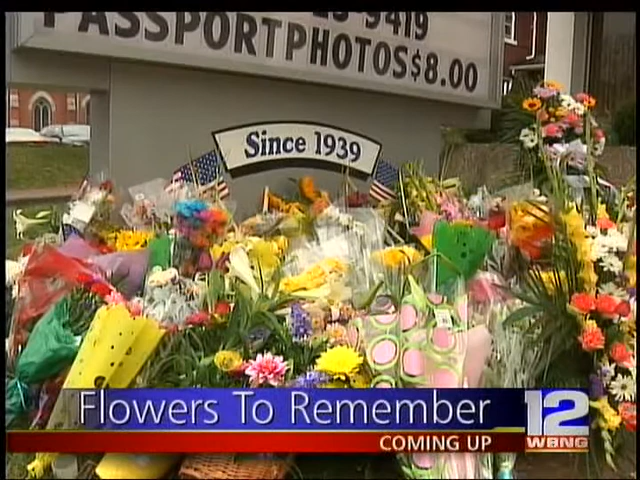 PASSPORT PHOTOS $8.00
Since 1939
Flowers To Remember
12
COMING UP
WBNG